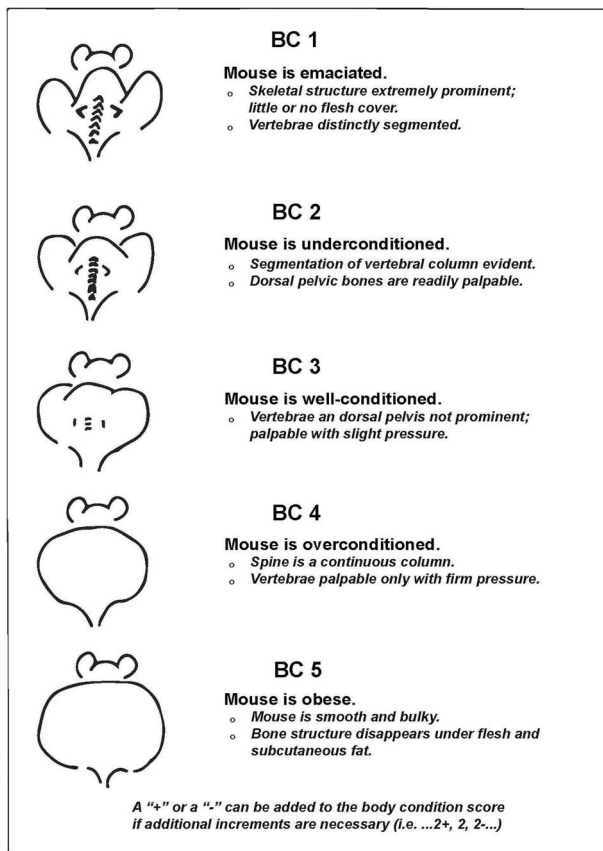 BC 1
Mouse is emaciated.
o Skeletal structure extremely prominent;
little or no flesh cover.
o Vertebrae distinctly segmented.
BC 2
Mouse is underconditioned.
o Segmentation of vertebral column evident.
o Dorsal pelvic bones are readily palpable.
BC 3
Mouse is well-conditioned.
o Vertebrae an dorsal pelvis not prominent;
palpable with slight pressure.
BC 4
Mouse is overconditioned.
o Spine is a continuous column.
o Vertebrae palpable only with firm pressure.
BC 5
Mouse is obese.
o Mouse is smooth and bulky.
o Bone structure disappears under flesh and
subcutaneous fat.
A “+” or a “-” can be added to the body condition score
if additional increments are necessary (i.e. ...2+, 2, 2-...)